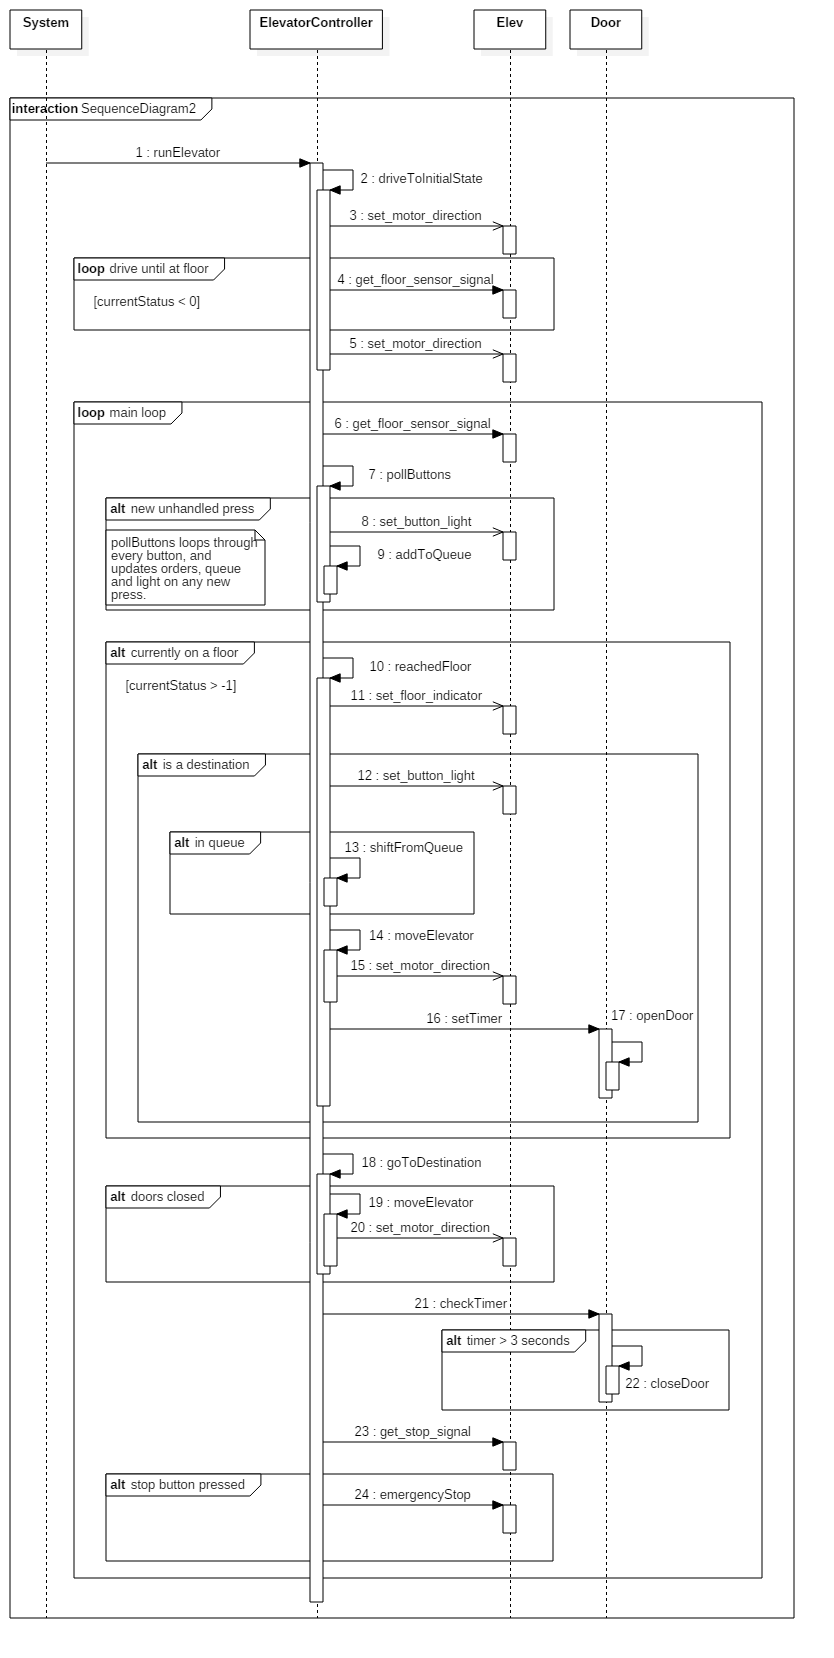 System
ElevatorController
Elev
Door
interaction SequenceDiagram2
1 : runElevator
2 : driveToInitialState
3 : set_motor_direction
loop drive until at floor
4 : get_floor_sensor_signal
[currentStatus < 0]
5 : set_motor_direction
loop main loop
6 : get_floor_sensor_signal
7 : pollButtons
alt new unhandled press
8 : set_button_light
pollButtons loops through
every button, and
updates orders, queue
and light on any new
press.
9 : addToQueue
alt currently on a floor
10 : reachedFloor
[currentStatus > -1]
11 : set_floor_indicator
alt is a destination
12 : set_button_light
alt in queue
13 : shiftFromQueue
14 : moveElevator
15 : set_motor_direction
16 : setTimer
17 : openDoor
18 : goToDestination
alt doors closed
19 : moveElevator
20 : set_motor_direction
21 : checkTimer
alt timer > 3 seconds
22 : closeDoor
23 : get_stop_signal
alt stop button pressed
24 : emergencyStop